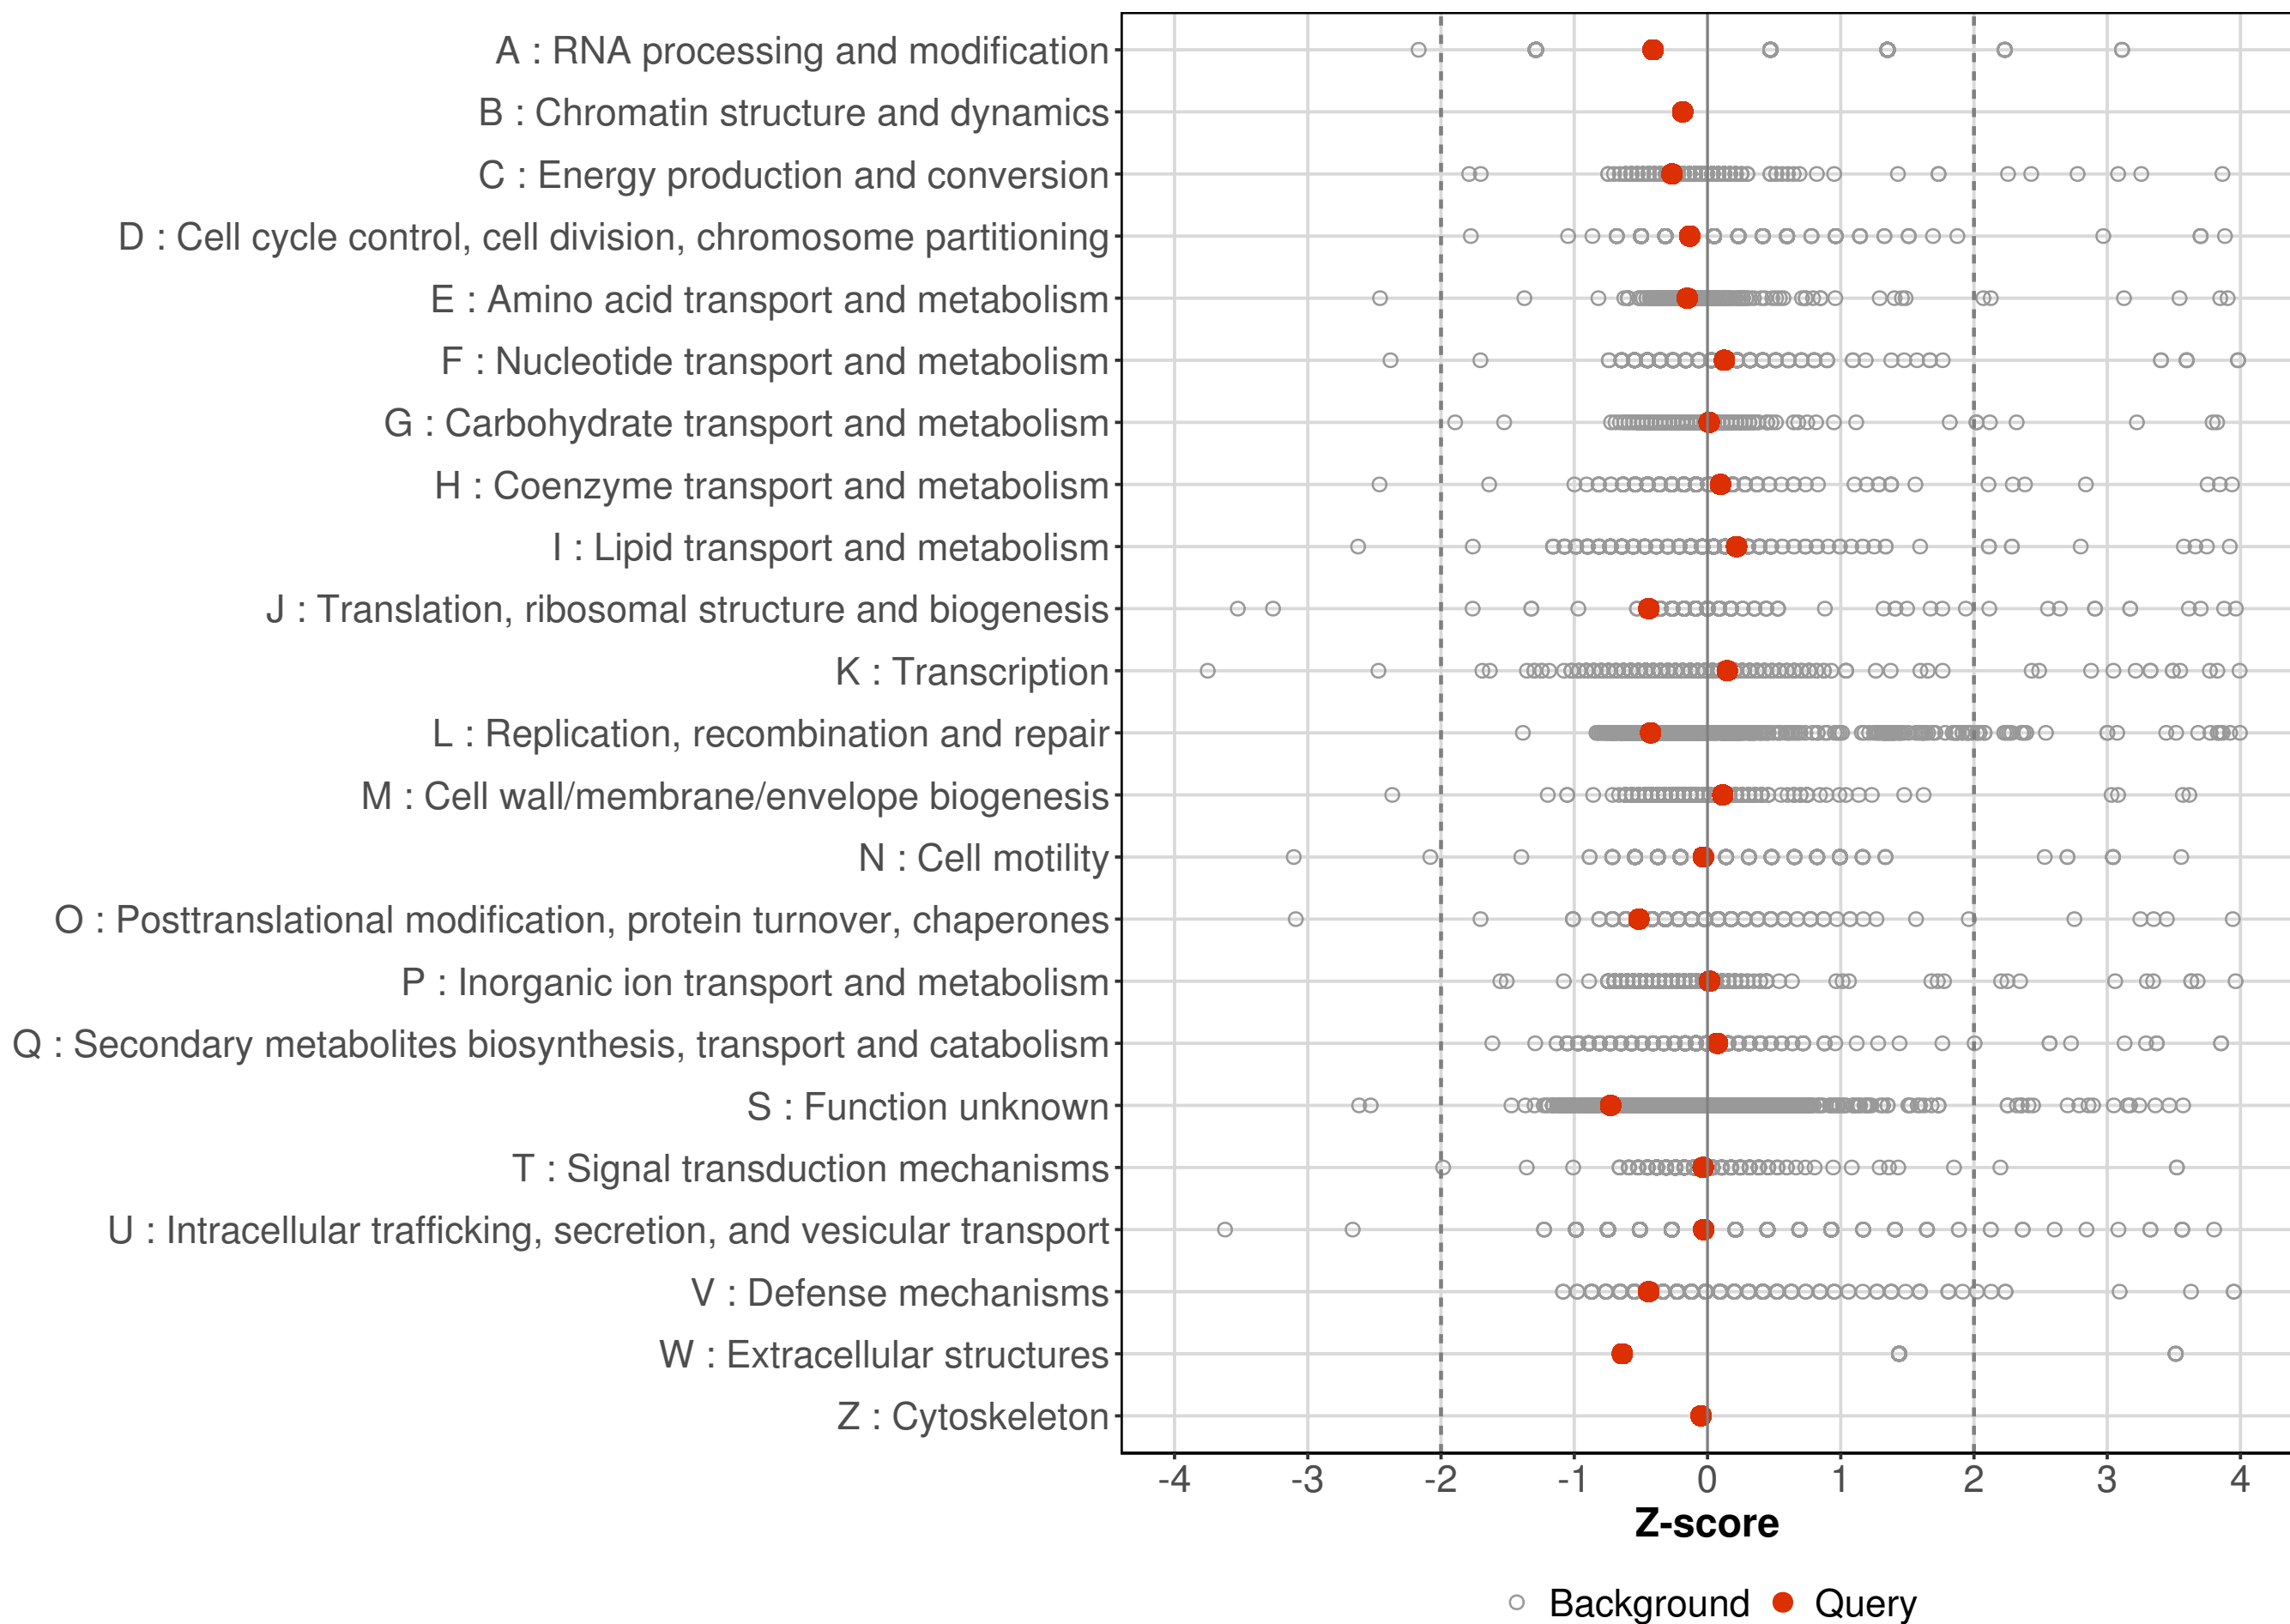 A : RNA processing and modification
B : Chromatin structure and dynamics
C : Energy production and conversion
D : Cell cycle control, cell division, chromosome partitioning
E : Amino acid transport and metabolism
F : Nucleotide transport and metabolism
G : Carbohydrate transport and metabolism
H : Coenzyme transport and metabolism
I : Lipid transport and metabolism
J : Translation, ribosomal structure and biogenesis
K : Transcription
L : Replication, recombination and repair
M : Cell wall/membrane/envelope biogenesis
N : Cell motility
O : Posttranslational modification, protein turnover, chaperones
P : Inorganic ion transport and metabolism
Q : Secondary metabolites biosynthesis, transport and catabolism
S : Function unknown
T : Signal transduction mechanisms
U : Intracellular trafficking, secretion, and vesicular transport
V : Defense mechanisms
W : Extracellular structures
Z : Cytoskeleton
-4 -3 -2 -1 0 1 2 3 4
Z-score
Background Query